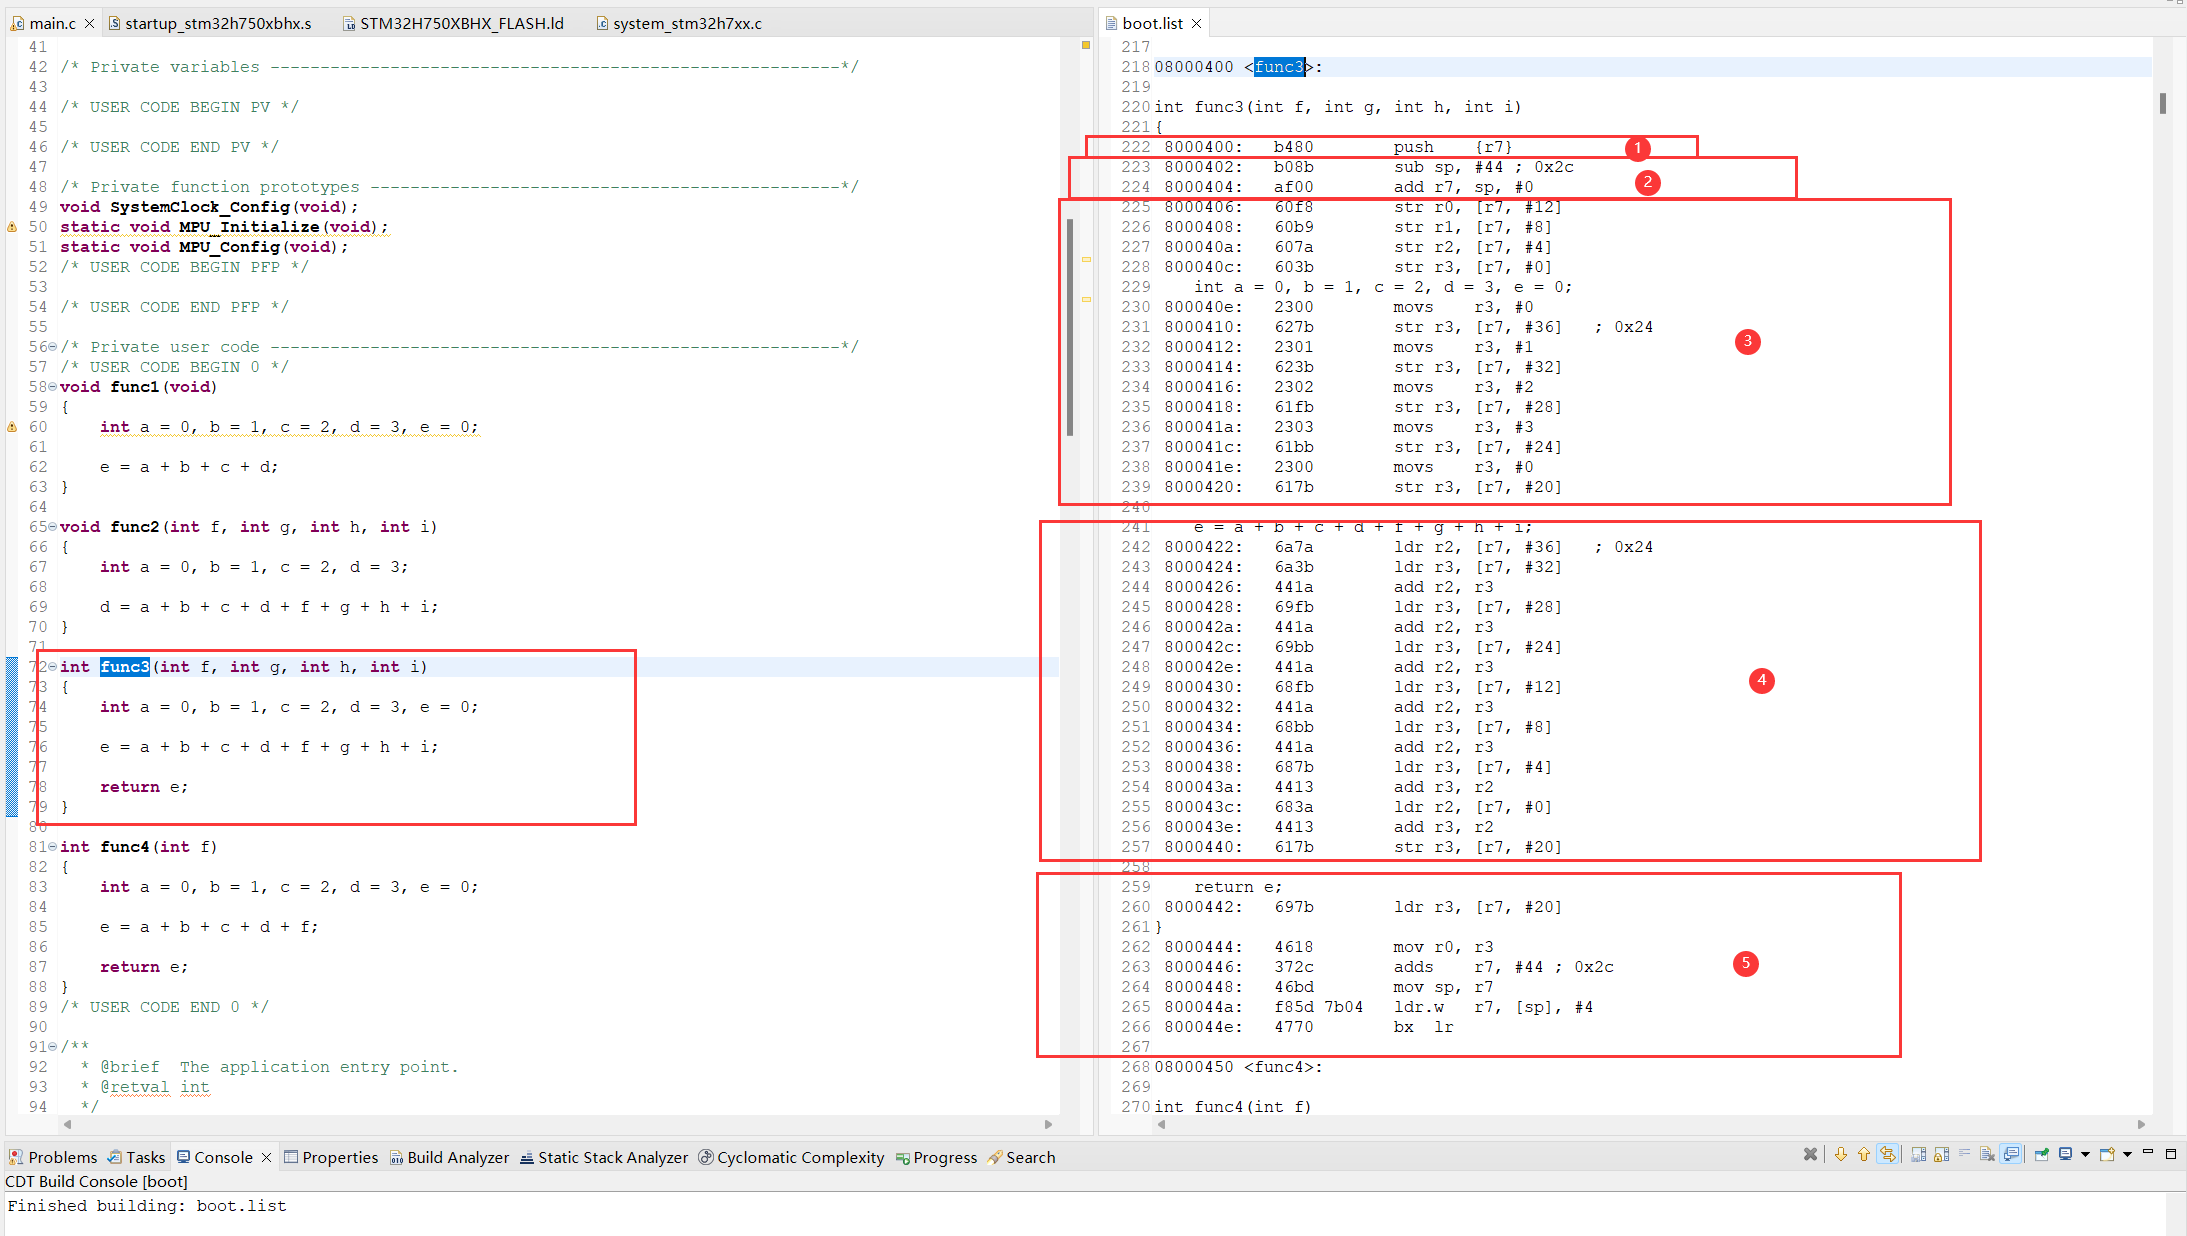 main.c startup_stm32h750xbhx.s STM32H750XBHX_FLASH.ld system_stm32h7xx.c
41
42 /* Private variables ---------------------------------------------------------*/
43
44 /* USER CODE BEGIN PV */
45
46 /* USER CODE END PV */
47
48 /* Private function prototypes -----------------------------------------------*/
49 void SystemClock_Config(void);
50 static void MPU_Initialize(void);
51 static void MPU_Config(void);
52 /* USER CODE BEGIN PFP */
53
54 /* USER CODE END PFP */
55
56 /* Private user code ---------------------------------------------------------*/
57 /* USER CODE BEGIN 0 */
58 void func1(void)
59 {
60     int a = 0, b = 1, c = 2, d = 3, e = 0;
61
62     e = a + b + c + d;
63 }
64
65 void func2(int f, int g, int h, int i)
66 {
67     int a = 0, b = 1, c = 2, d = 3;
68
69     d = a + b + c + d + f + g + h + i;
70 }
71
72 int func3(int f, int g, int h, int i)
73 {
74     int a = 0, b = 1, c = 2, d = 3, e = 0;
75
76     e = a + b + c + d + f + g + h + i;
77
78     return e;
79 }
80
81 int func4(int f)
82 {
83     int a = 0, b = 1, c = 2, d = 3, e = 0;
84
85     e = a + b + c + d + f;
86
87     return e;
88 }
89 /* USER CODE END 0 */
90
91 /**
92   * @brief  The application entry point.
93   * @retval int
94   */
boot.list
217
218 08000400 <func3>:
219
220 int func3(int f, int g, int h, int i)
221 {
222  8000400:   b480        push    {r7} 1
223  8000402:   b08b        sub sp, #44 ; 0x2c
2
224  8000404:   af00        add r7, sp, #0
225  8000406:   60f8        str r0, [r7, #12]
226  8000408:   60b9        str r1, [r7, #8]
227  800040a:   607a        str r2, [r7, #4]
228  800040c:   603b        str r3, [r7, #0]
229     int a = 0, b = 1, c = 2, d = 3, e = 0;
230  800040e:   2300        movs    r3, #0
231  8000410:   627b        str r3, [r7, #36]   ; 0x24
3
232  8000412:   2301        movs    r3, #1
233  8000414:   623b        str r3, [r7, #32]
234  8000416:   2302        movs    r3, #2
235  8000418:   61fb        str r3, [r7, #28]
236  800041a:   2303        movs    r3, #3
237  800041c:   61bb        str r3, [r7, #24]
238  800041e:   2300        movs    r3, #0
239  8000420:   617b        str r3, [r7, #20]
240
241     e = a + b + c + d + f + g + h + i;
242  8000422:   6a7a        ldr r2, [r7, #36]   ; 0x24
243  8000424:   6a3b        ldr r3, [r7, #32]
244  8000426:   441a        add r2, r3
245  8000428:   69fb        ldr r3, [r7, #28]
246  800042a:   441a        add r2, r3
247  800042c:   69bb        ldr r3, [r7, #24]
248  800042e:   441a        add r2, r3
4
249  8000430:   68fb        ldr r3, [r7, #12]
250  8000432:   441a        add r2, r3
251  8000434:   68bb        ldr r3, [r7, #8]
252  8000436:   441a        add r2, r3
253  8000438:   687b        ldr r3, [r7, #4]
254  800043a:   4413        add r3, r2
255  800043c:   683a        ldr r2, [r7, #0]
256  800043e:   4413        add r3, r2
257  8000440:   617b        str r3, [r7, #20]
258
259     return e;
260  8000442:   697b        ldr r3, [r7, #20]
261 }
262  8000444:   4618        mov r0, r3
5
263  8000446:   372c        adds    r7, #44 ; 0x2c
264  8000448:   46bd        mov sp, r7
265  800044a:   f85d 7b04   ldr.w   r7, [sp], #4
266  800044e:   4770        bx  lr
267
268 08000450 <func4>:
269
270 int func4(int f)
Problems Tasks Console Properties Build Analyzer Static Stack Analyzer Cyclomatic Complexity Progress Search
CDT Build Console [boot]
Finished building: boot.list